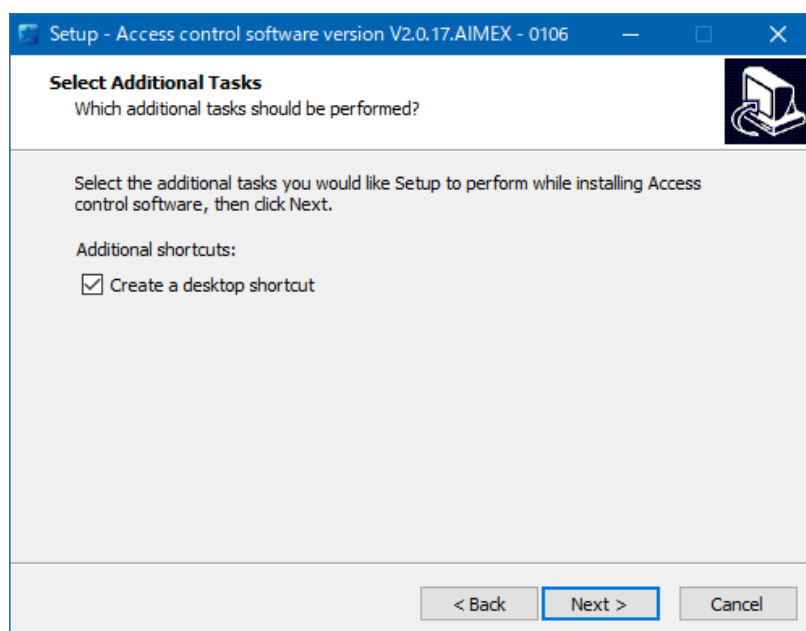 Setup - Access control software version V2.0.17.AIMEX - 0106
Select Additional Tasks
Which additional tasks should be performed?
Select the additional tasks you would like Setup to perform while installing Access
control software, then click Next.
Additional shortcuts:
Create a desktop shortcut
< Back
Next >
Cancel